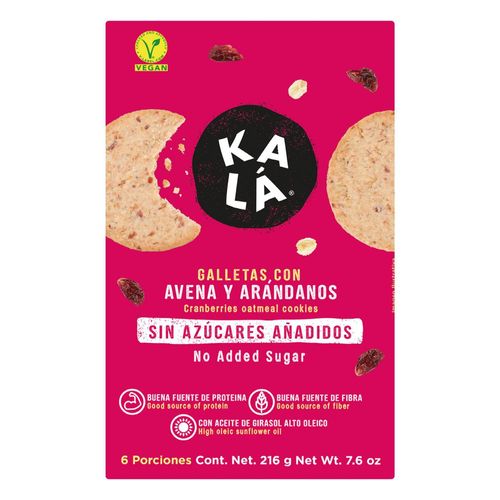 VEGAN
KA
LÁ®
GALLETAS CON
AVENA Y ARÁNDANOS
Cranberries oatmeal cookies
SIN AZÚCARES AÑADIDOS
No Added Sugar
BUENA FUENTE DE PROTEINA
Good source of protein
BUENA FUENTE DE FIBRA
Good source of fiber
CON ACEITE DE GIRASOL ALTO OLEICO
High oleic sunflower oil
6 Porciones Cont. Net. 216 g Net Wt. 7.6 oz